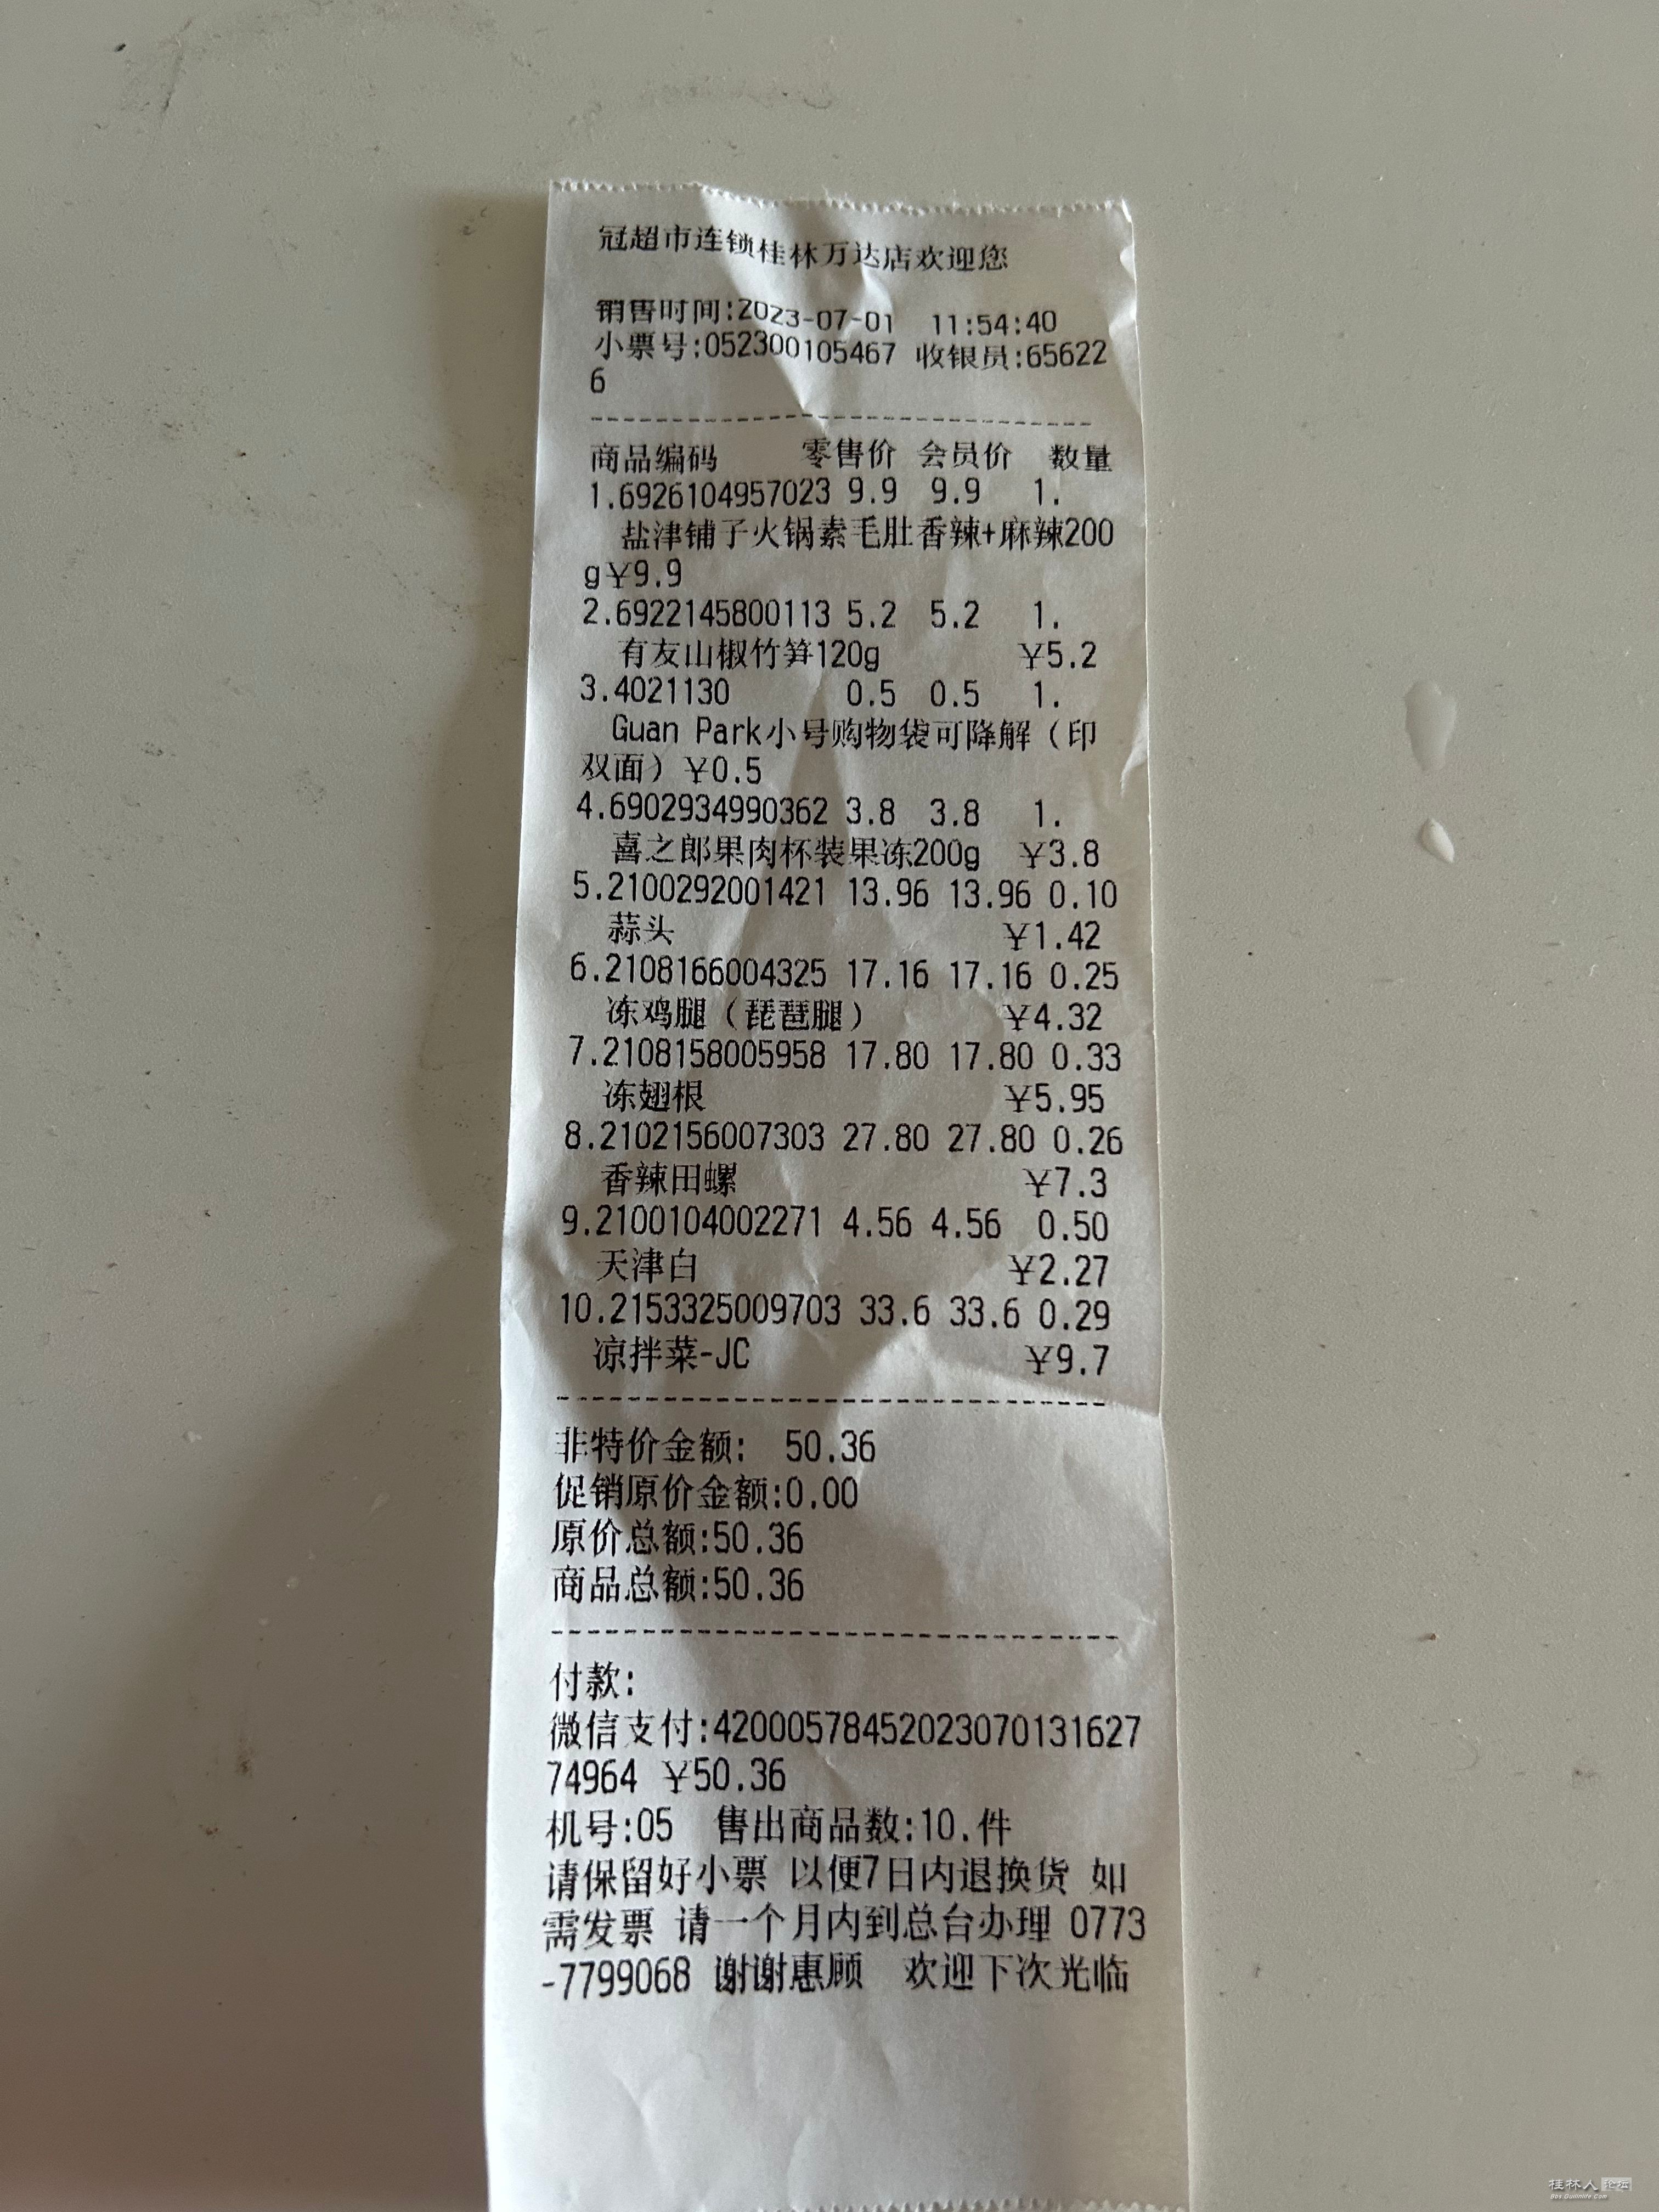 冠超市连锁桂林万达店欢迎您
销售时间:2023-07-01 11:54:40
小票号:052300105467 收银员:65622
6
商品编码 零售价 会员价 数量
1.6926104957023 9.9 9.9 1.
盐津铺子火锅素毛肚香辣+麻辣200
g¥9.9
2.6922145800113 5.2 5.2 1.
有友山椒竹笋120g ¥5.2
3.4021130 0.5 0.5 1.
Guan Park小号购物袋可降解（印
双面）¥0.5
4.6902934990362 3.8 3.8 1.
喜之郎果肉杯装果冻200g ¥3.8
5.2100292001421 13.96 13.96 0.10
蒜头 ¥1.42
6.2108166004325 17.16 17.16 0.25
冻鸡腿（琵琶腿） ¥4.32
7.2108158005958 17.80 17.80 0.33
冻翅根 ¥5.95
8.2102156007303 27.80 27.80 0.26
香辣田螺 ¥7.3
9.2100104002271 4.56 4.56 0.50
天津白 ¥2.27
10.2153325009703 33.6 33.6 0.29
凉拌菜-JC ¥9.7
非特价金额: 50.36
促销原价金额:0.00
原价总额:50.36
商品总额:50.36
付款:
微信支付:42000578452023070131627
74964 ¥50.36
机号:05 售出商品数:10.件
请保留好小票 以便7日内退换货 如
需发票 请一个月内到总台办理 0773
-7799068 谢谢惠顾 欢迎下次光临
桂林人论坛